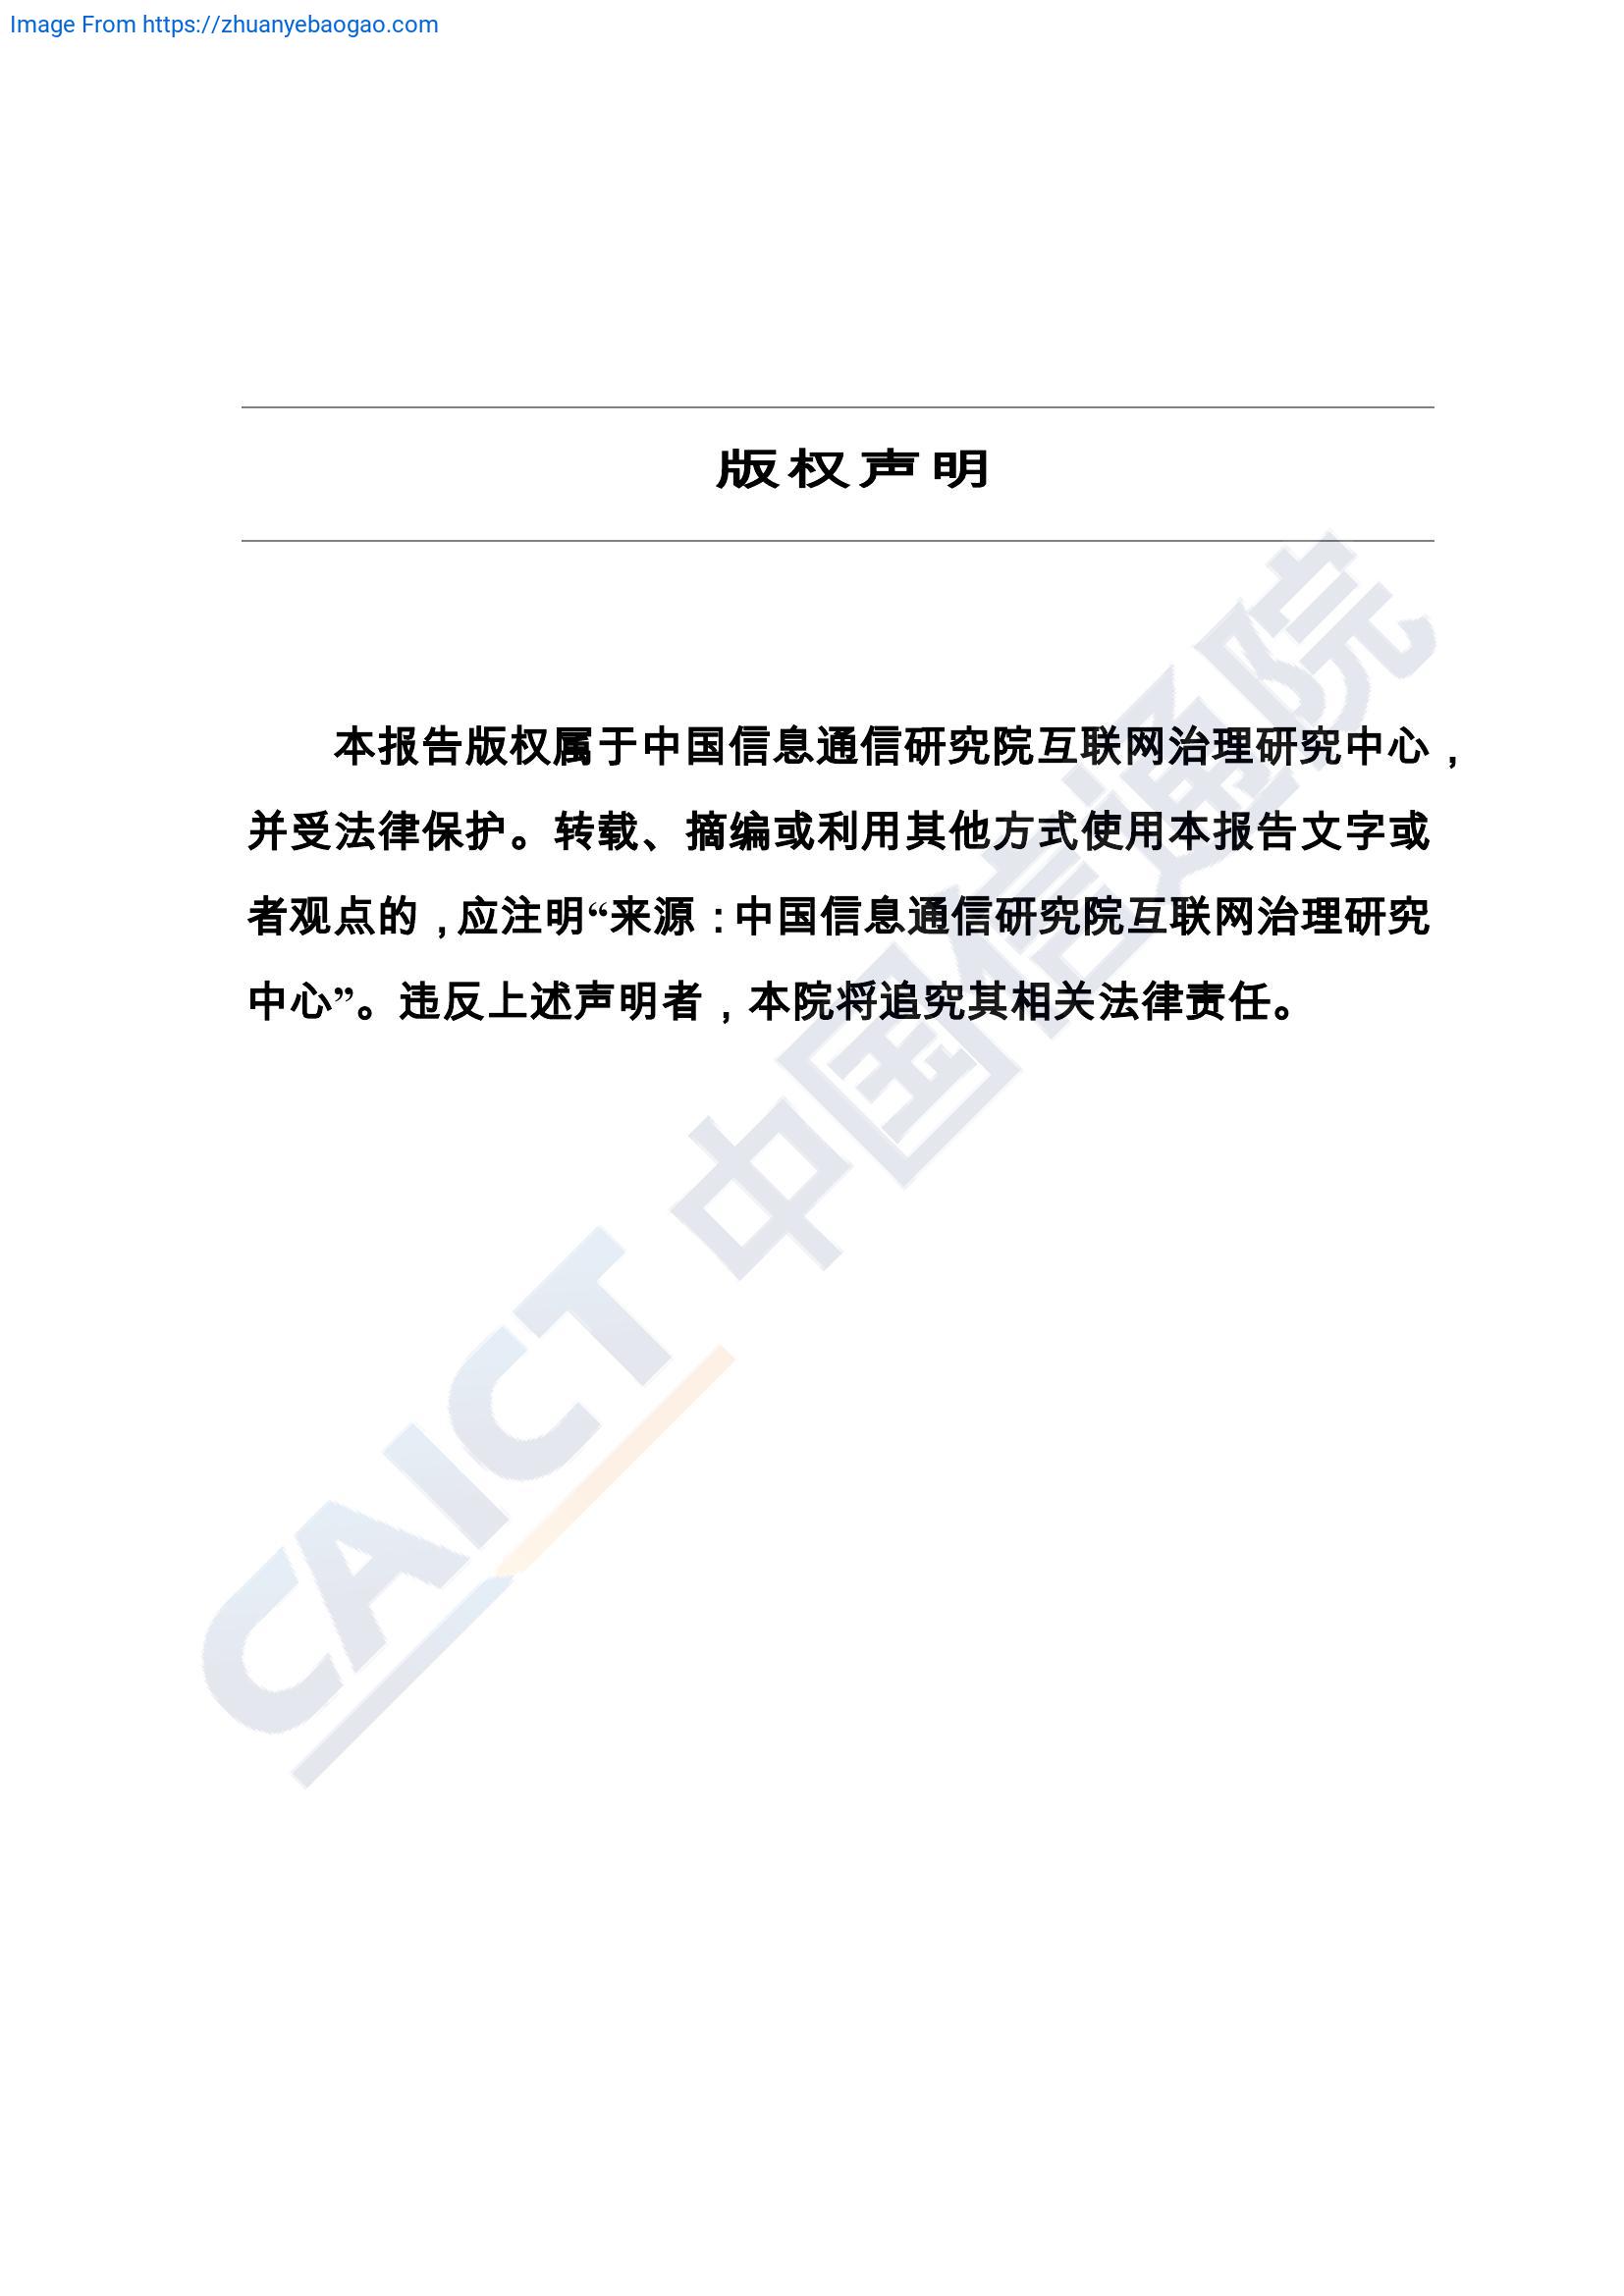 Image From https://zhuanyebaogao.com
版权声明
本报告版权属于中国信息通信研究院互联网治理研究中心，
并受法律保护。转载、摘编或利用其他方式使用本报告文字或
者观点的，应注明“来源：中国信息通信研究院互联网治理研究
中心”。违反上述声明者，本院将追究其相关法律责任。
CAICT 中国信通院